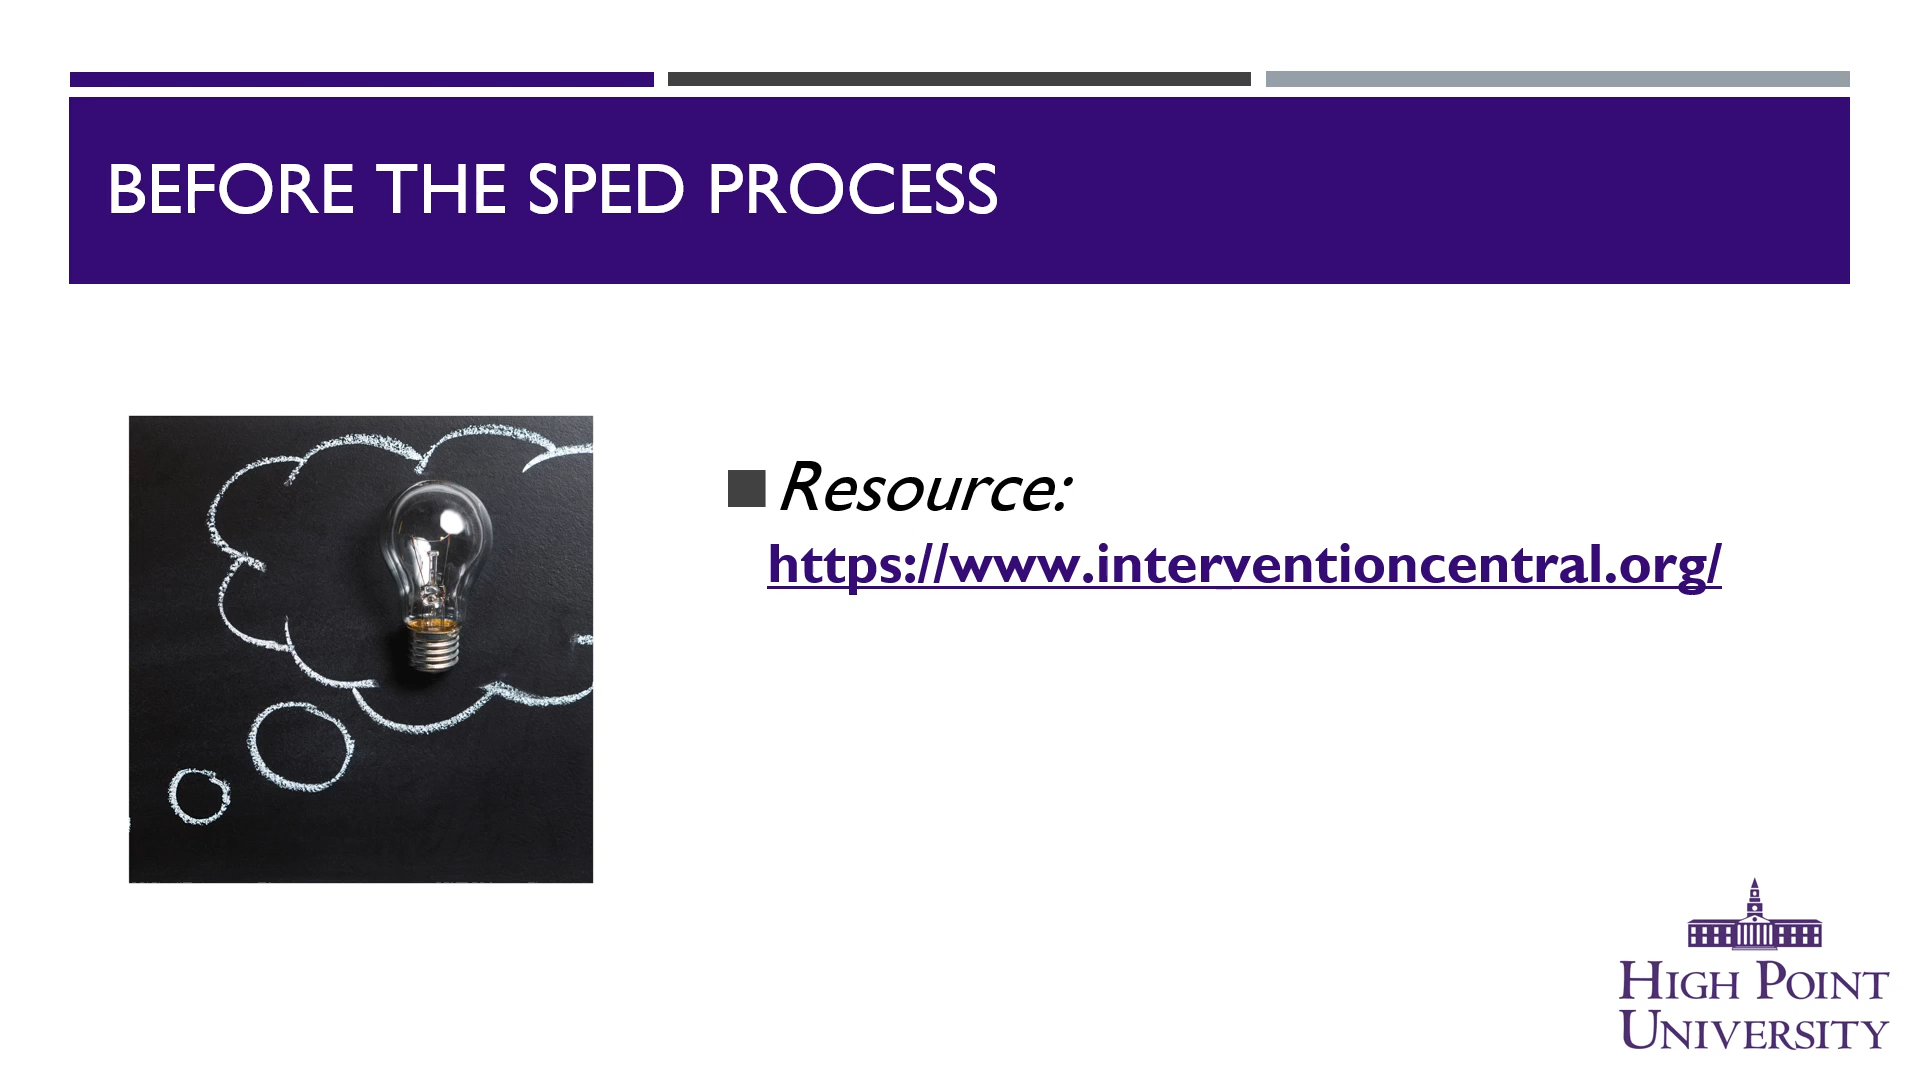 BEFORE THE SPED PROCESS
Resource:
https://www.interventioncentral.org/
HIGH POINT
UNIVERSITY